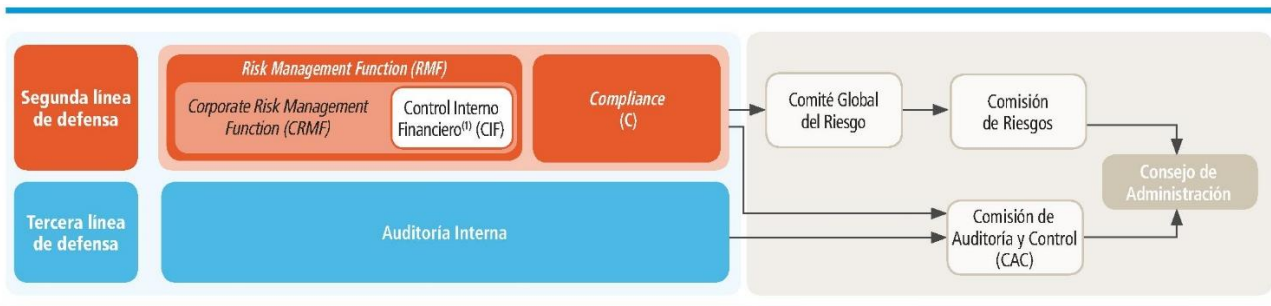 Segunda línea
de defensa
Risk Management Function (RMF)
Corporate Risk Management
Function (CRMF)
Control Interno
Financiero(1) (CIF)
Compliance
(C)
Comité Global
del Riesgo
Comisión
de Riesgos
Consejo de
Administración
Tercera línea
de defensa
Auditoría Interna
Comisión de
Auditoría y Control
(CAC)